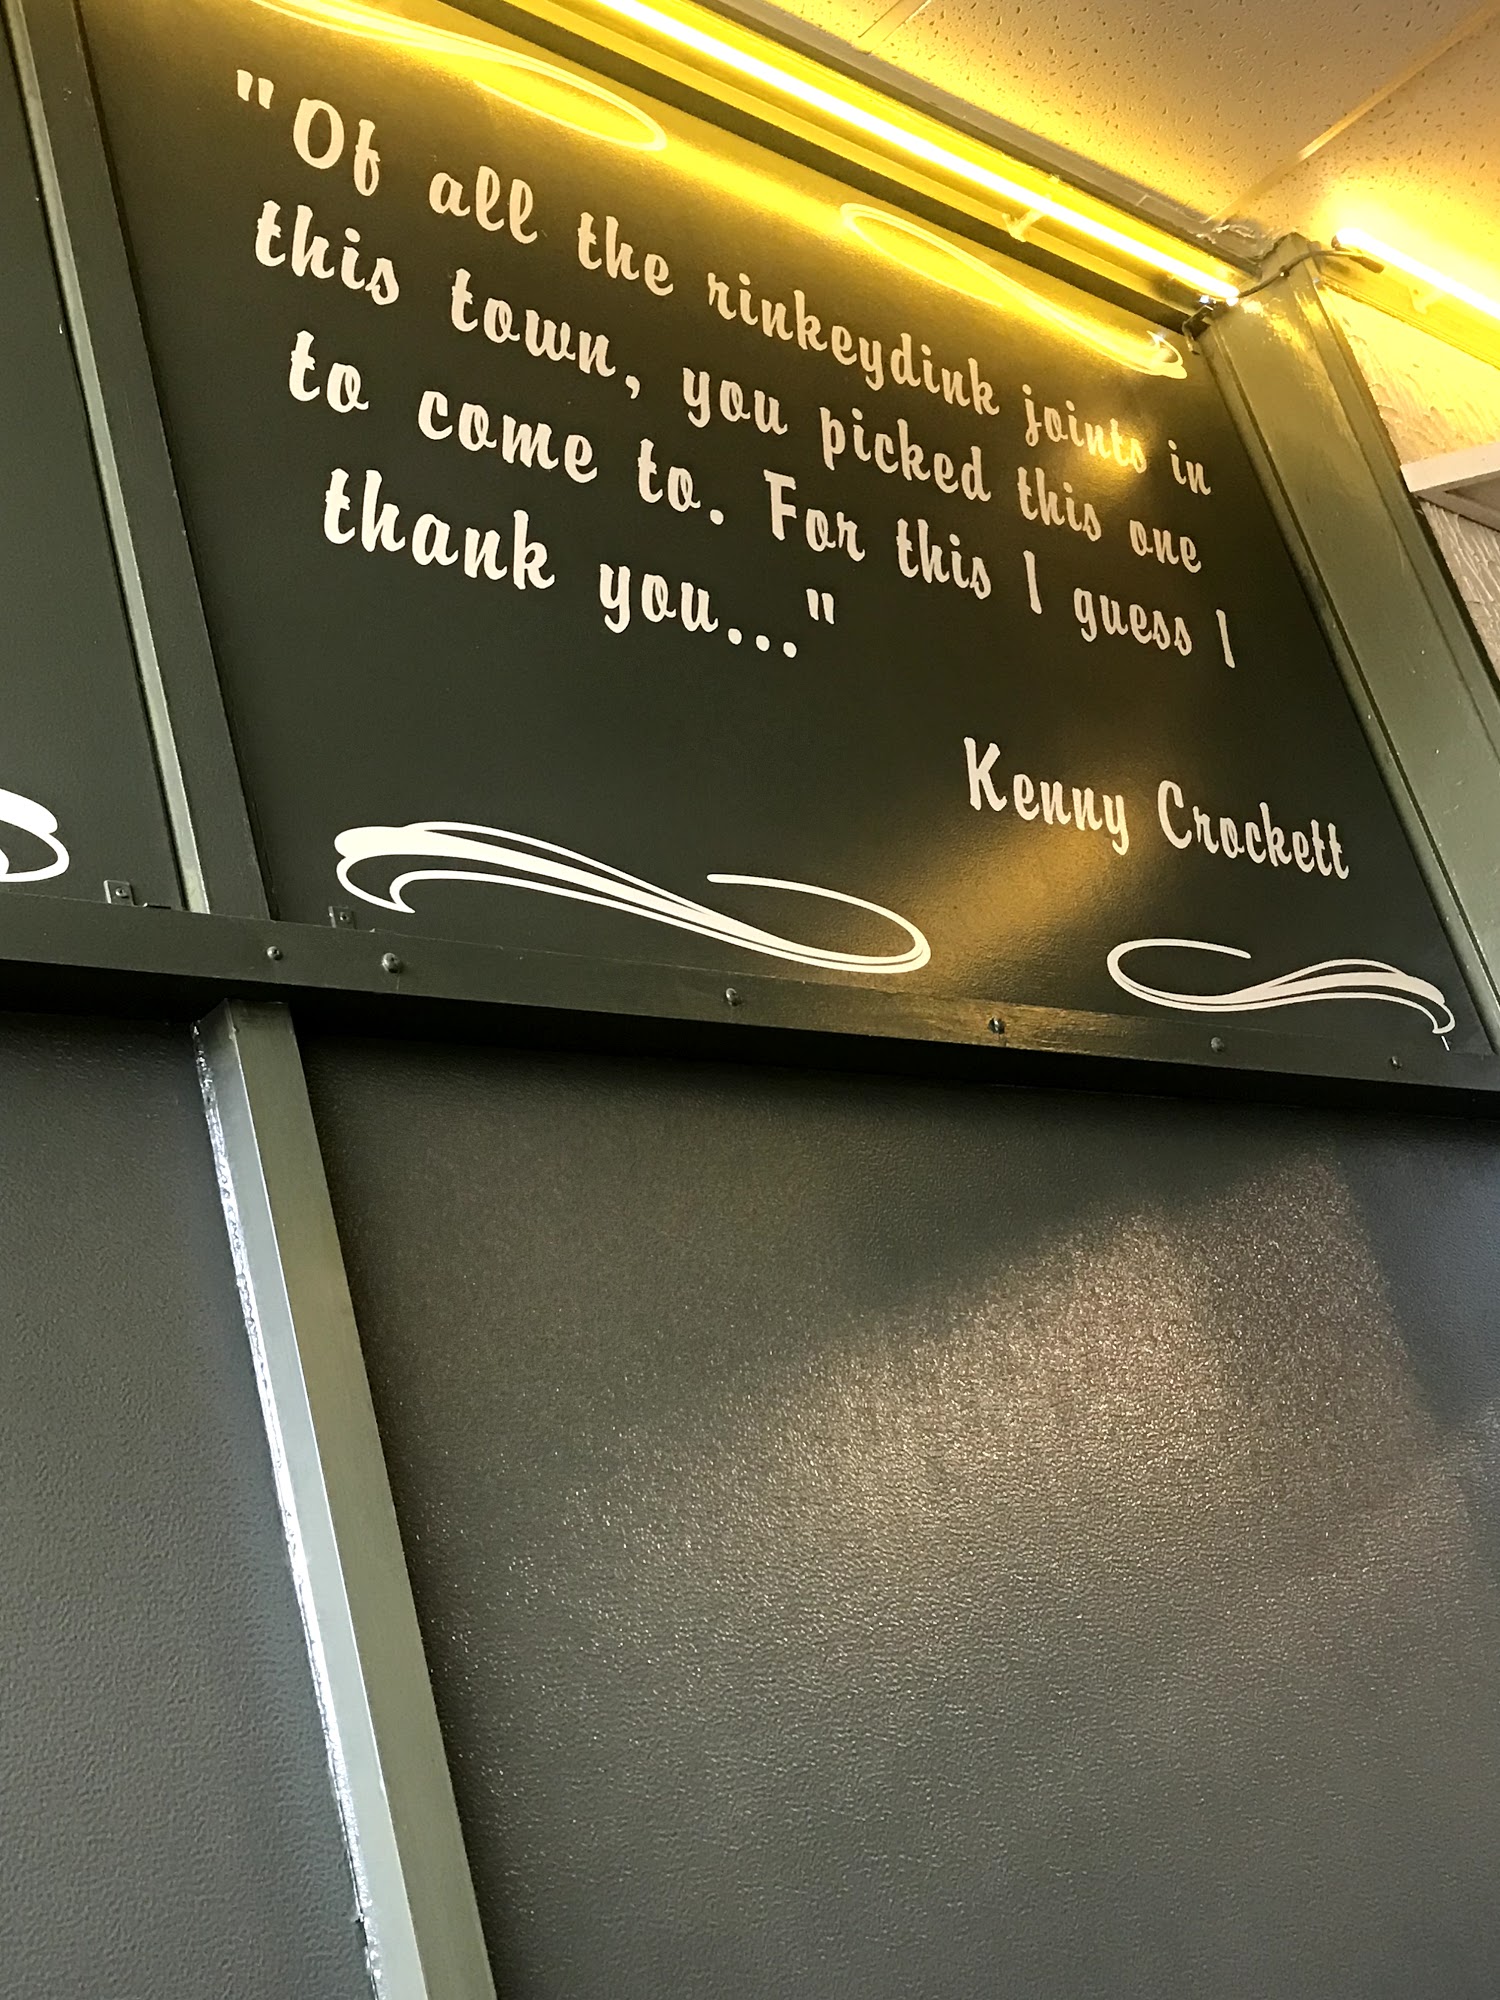 "Of all the rinkeydink joints in
this town, you picked this one
to come to. For this I guess I
thank you..."
Kenny Crockett